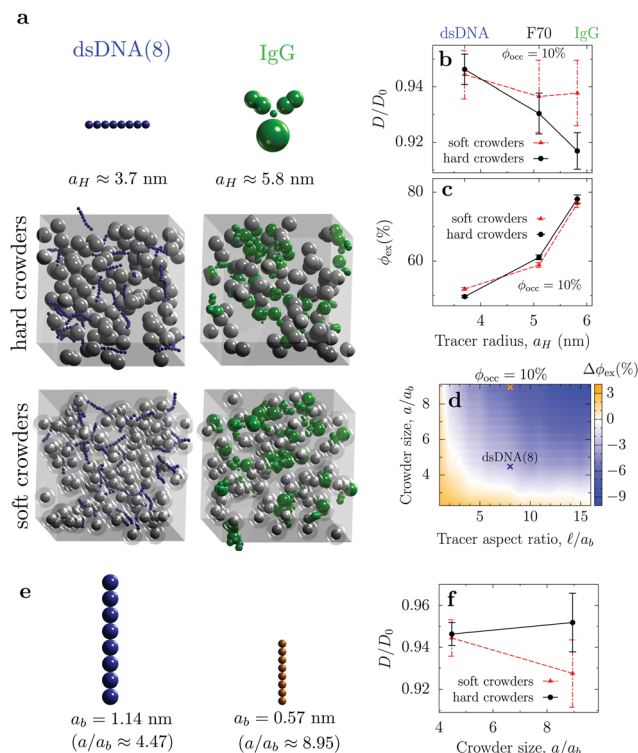 a
dsDNA(8)
IgG
a_H ≈ 3.7 nm
a_H ≈ 5.8 nm
hard crowders
soft crowders
dsDNA F70 IgG
b
ϕ_occ = 10%
D/D_0
0.94
0.92
soft crowders
hard crowders
c
ϕ_ex(%)
80
60
soft crowders
hard crowders
ϕ_occ = 10%
4 5 6
Tracer radius, a_H (nm)
ϕ_occ = 10%
Δϕ_ex(%)
d
Crowder size, a/a_b
8
6
4
dsDNA(8)
5 10 15
Tracer aspect ratio, ℓ/a_b
3
0
−3
−6
−9
e
a_b = 1.14 nm
(a/a_b ≈ 4.47)
a_b = 0.57 nm
(a/a_b ≈ 8.95)
f
D/D_0
0.96
0.94
0.92
soft crowders
hard crowders
4 6 8
Crowder size, a/a_b